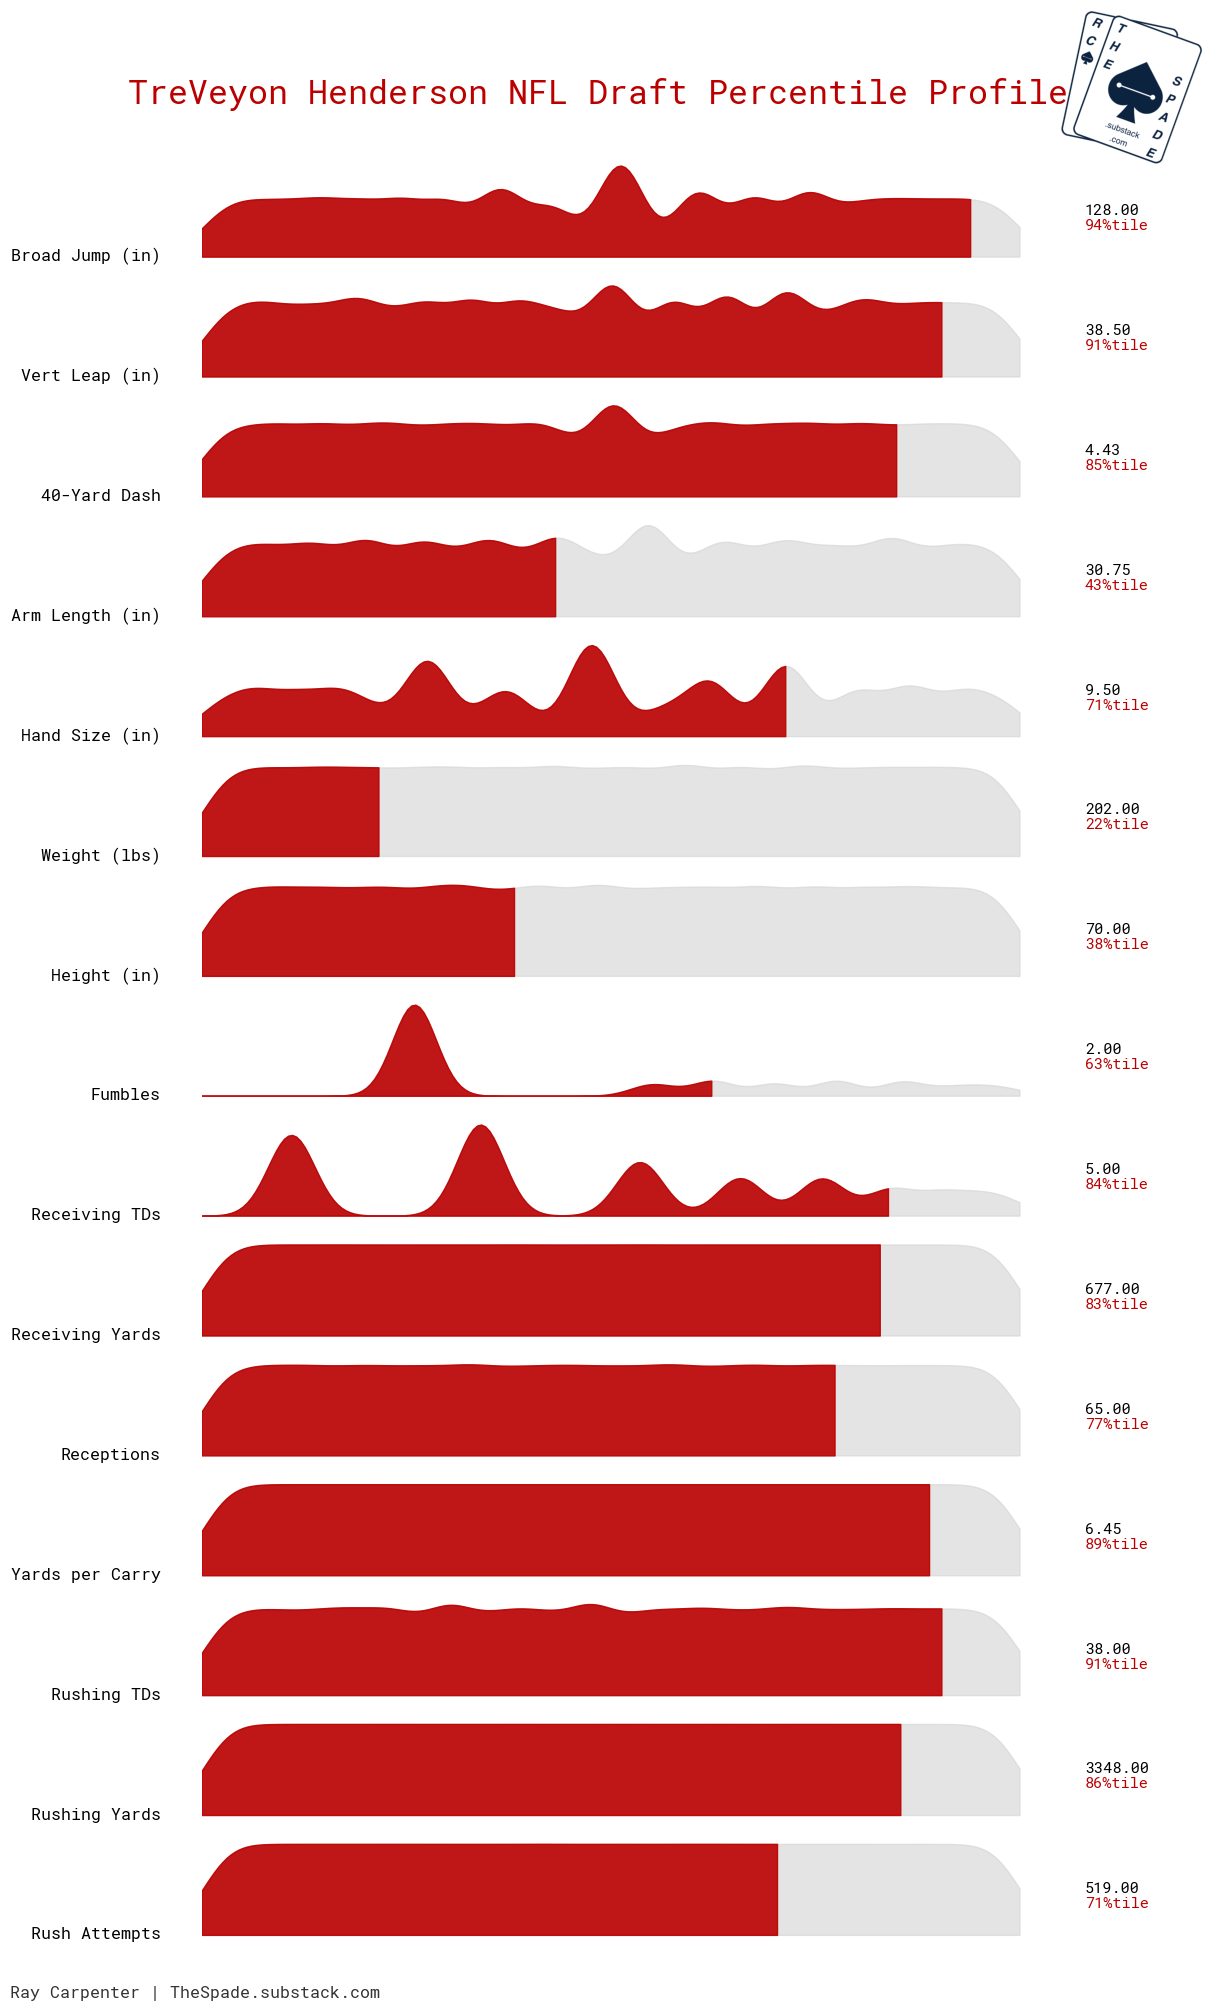 TreVeyon Henderson NFL Draft Percentile Profile
R
C
THE
SPADE
.substack
.com
128.00
94%tile
Broad Jump (in)
38.50
91%tile
Vert Leap (in)
4.43
85%tile
40-Yard Dash
30.75
43%tile
Arm Length (in)
9.50
71%tile
Hand Size (in)
202.00
22%tile
Weight (lbs)
70.00
38%tile
Height (in)
2.00
63%tile
Fumbles
5.00
84%tile
Receiving TDs
677.00
83%tile
Receiving Yards
65.00
77%tile
Receptions
6.45
89%tile
Yards per Carry
38.00
91%tile
Rushing TDs
3348.00
86%tile
Rushing Yards
519.00
71%tile
Rush Attempts
Ray Carpenter | TheSpade.substack.com